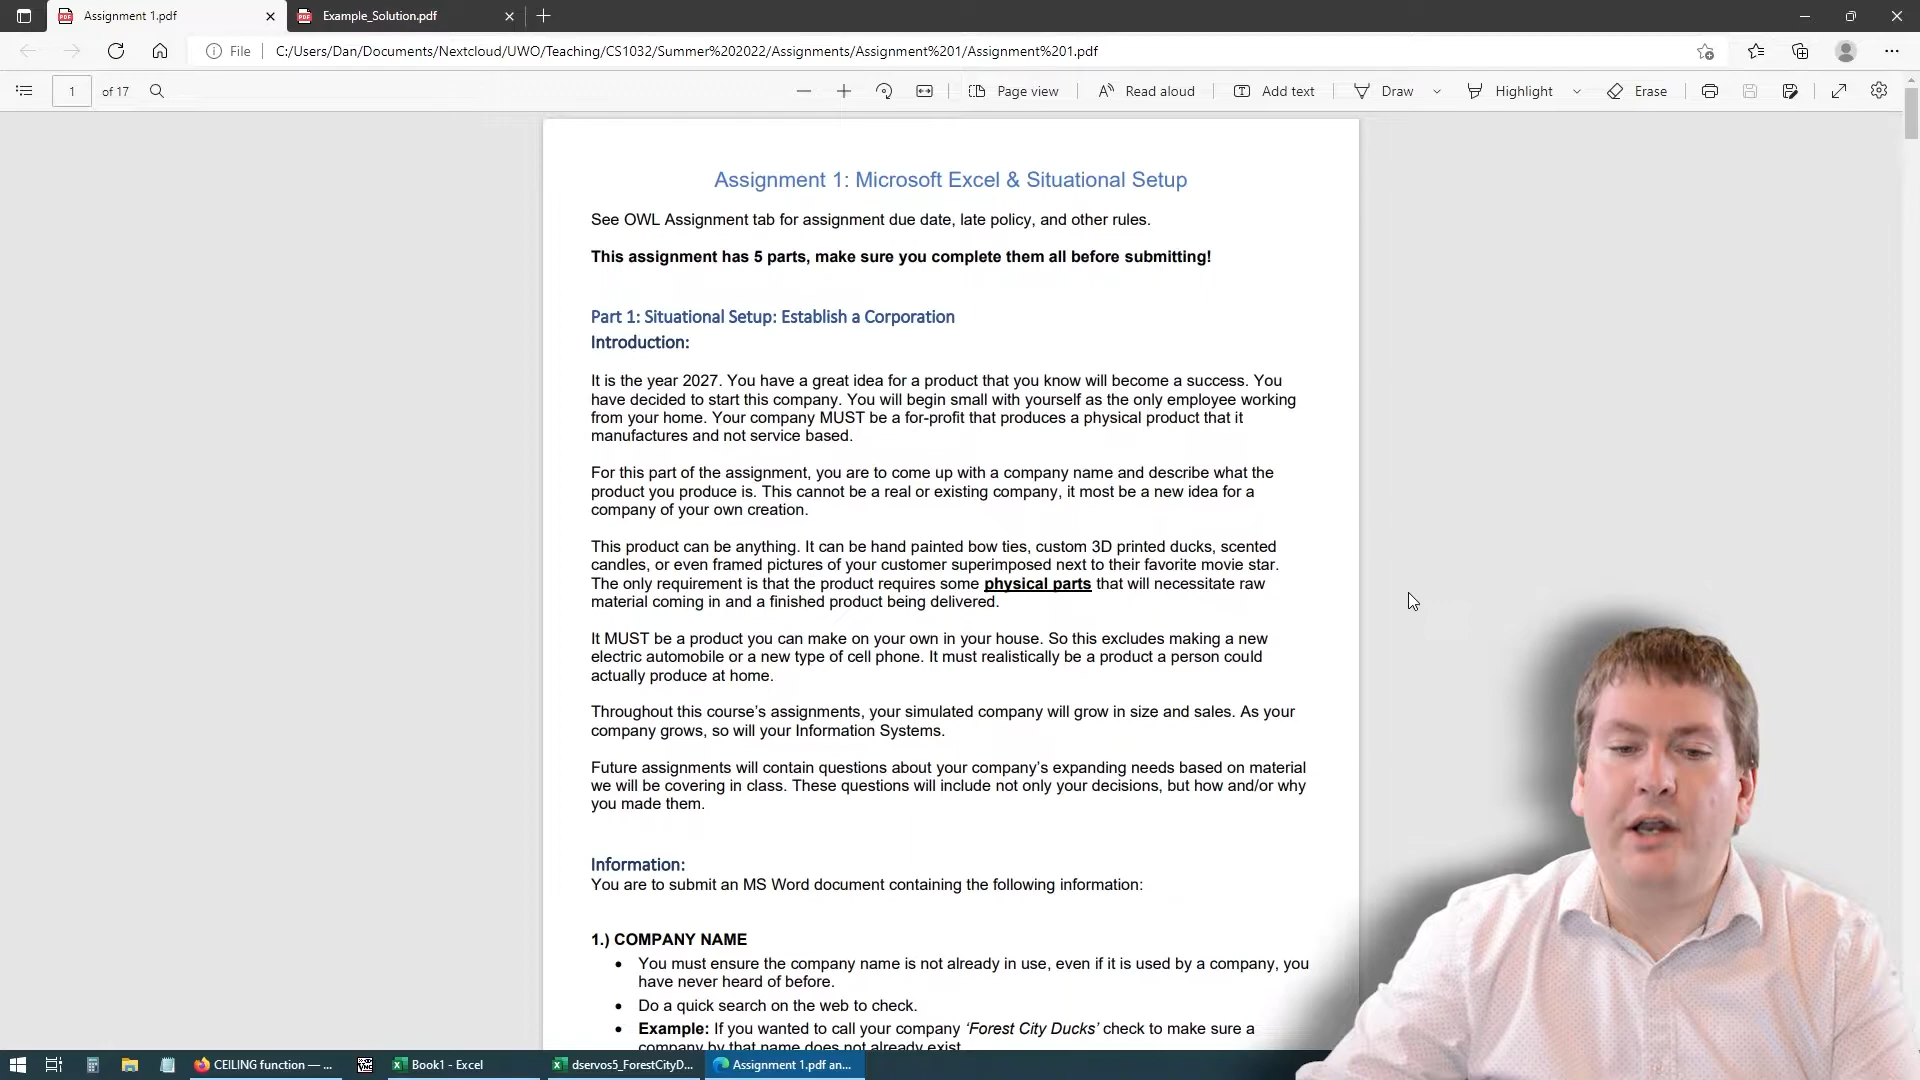 Assignment 1.pdf
Example_Solution.pdf
File
C:/Users/Dan/Documents/Nextcloud/UWO/Teaching/CS1032/Summer%202022/Assignments/Assignment%201/Assignment%201.pdf
1 of 17
Page view
Read aloud
Add text
Draw
Highlight
Erase
Assignment 1: Microsoft Excel & Situational Setup
See OWL Assignment tab for assignment due date, late policy, and other rules.
This assignment has 5 parts, make sure you complete them all before submitting!
Part 1: Situational Setup: Establish a Corporation
Introduction:
It is the year 2027. You have a great idea for a product that you know will become a success. You
have decided to start this company. You will begin small with yourself as the only employee working
from your home. Your company MUST be a for-profit that produces a physical product that it
manufactures and not service based.
For this part of the assignment, you are to come up with a company name and describe what the
product you produce is. This cannot be a real or existing company, it most be a new idea for a
company of your own creation.
This product can be anything. It can be hand painted bow ties, custom 3D printed ducks, scented
candles, or even framed pictures of your customer superimposed next to their favorite movie star.
The only requirement is that the product requires some physical parts that will necessitate raw
material coming in and a finished product being delivered.
It MUST be a product you can make on your own in your house. So this excludes making a new
electric automobile or a new type of cell phone. It must realistically be a product a person could
actually produce at home.
Throughout this course’s assignments, your simulated company will grow in size and sales. As your
company grows, so will your Information Systems.
Future assignments will contain questions about your company’s expanding needs based on material
we will be covering in class. These questions will include not only your decisions, but how and/or why
you made them.
Information:
You are to submit an MS Word document containing the following information:
1.) COMPANY NAME
• You must ensure the company name is not already in use, even if it is used by a company, you
have never heard of before.
• Do a quick search on the web to check.
• Example: If you wanted to call your company ‘Forest City Ducks’ check to make sure a
company by that name does not already exist.
CEILING function — ...
Book1 - Excel
dservos5_ForestCityD...
Assignment 1.pdf an...